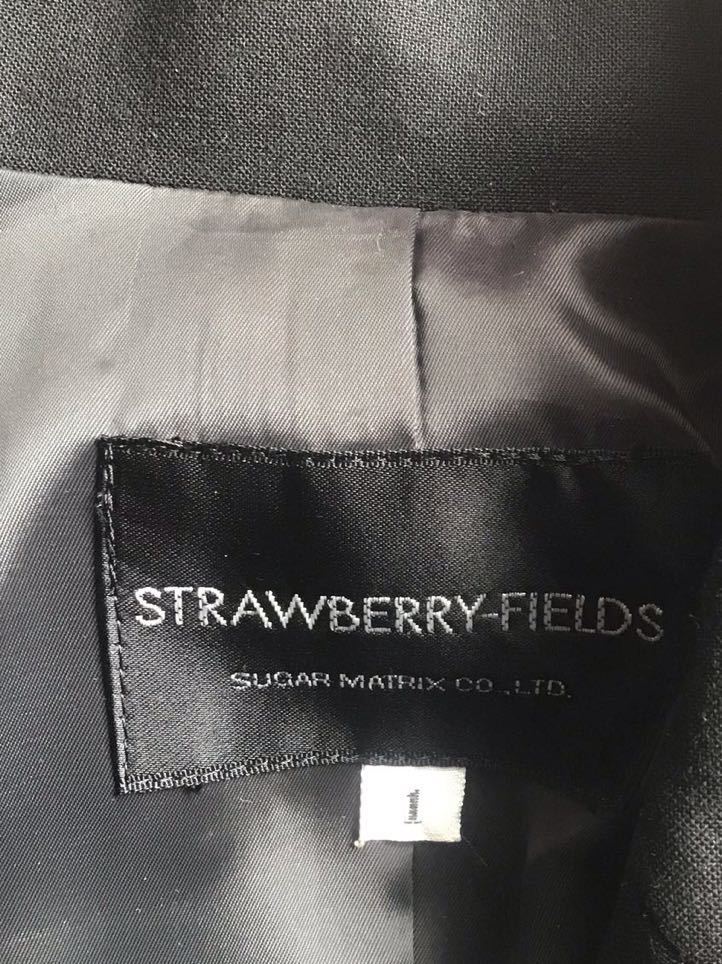 STRAWBERRY-FIELDS
SUGAR MATRIX CO.,LTD.
1